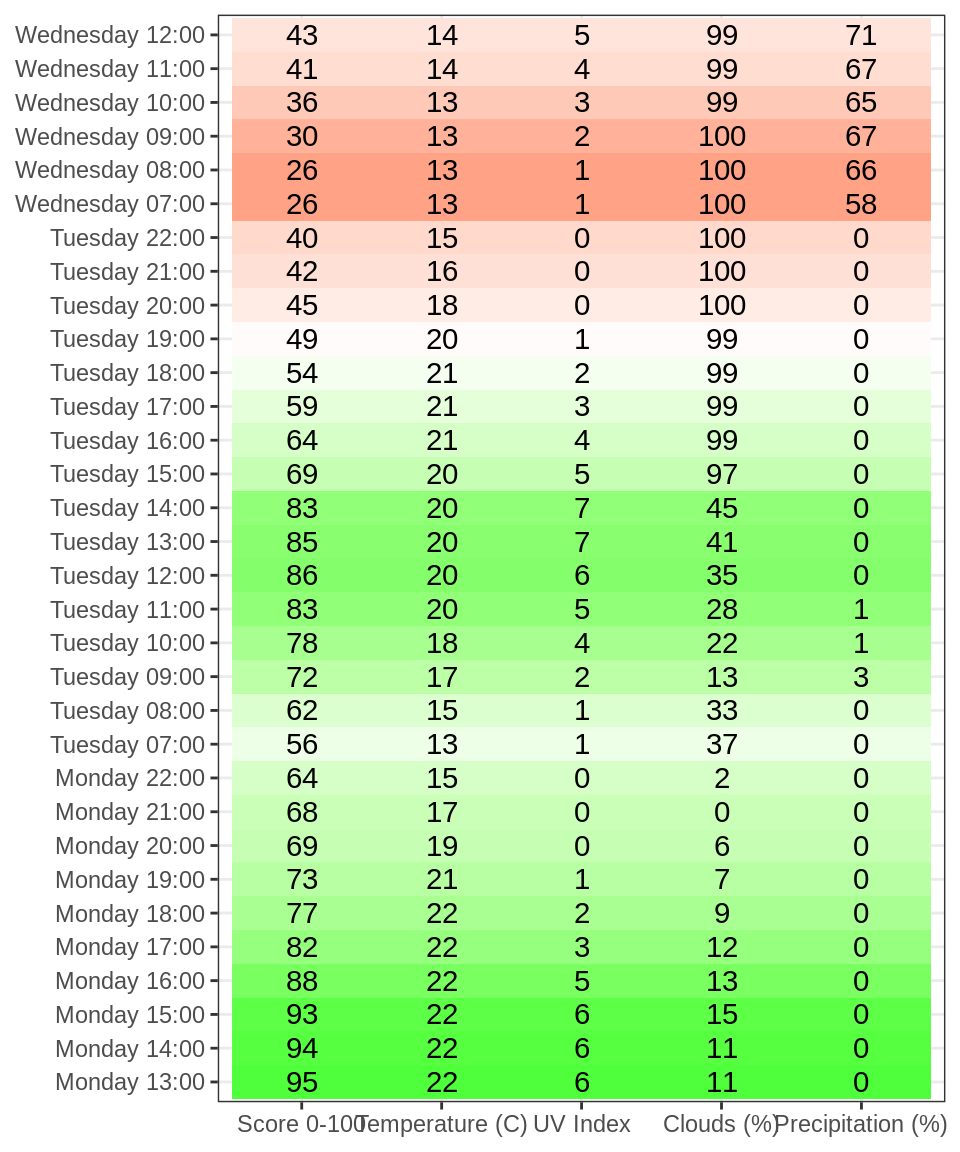 Wednesday 12:00 43 14 5 99 71
Wednesday 11:00 41 14 4 99 67
Wednesday 10:00 36 13 3 99 65
Wednesday 09:00 30 13 2 100 67
Wednesday 08:00 26 13 1 100 66
Wednesday 07:00 26 13 1 100 58
Tuesday 22:00 40 15 0 100 0
Tuesday 21:00 42 16 0 100 0
Tuesday 20:00 45 18 0 100 0
Tuesday 19:00 49 20 1 99 0
Tuesday 18:00 54 21 2 99 0
Tuesday 17:00 59 21 3 99 0
Tuesday 16:00 64 21 4 99 0
Tuesday 15:00 69 20 5 97 0
Tuesday 14:00 83 20 7 45 0
Tuesday 13:00 85 20 7 41 0
Tuesday 12:00 86 20 6 35 0
Tuesday 11:00 83 20 5 28 1
Tuesday 10:00 78 18 4 22 1
Tuesday 09:00 72 17 2 13 3
Tuesday 08:00 62 15 1 33 0
Tuesday 07:00 56 13 1 37 0
Monday 22:00 64 15 0 2 0
Monday 21:00 68 17 0 0 0
Monday 20:00 69 19 0 6 0
Monday 19:00 73 21 1 7 0
Monday 18:00 77 22 2 9 0
Monday 17:00 82 22 3 12 0
Monday 16:00 88 22 5 13 0
Monday 15:00 93 22 6 15 0
Monday 14:00 94 22 6 11 0
Monday 13:00 95 22 6 11 0
Score 0-100 Temperature (C) UV Index Clouds (%) Precipitation (%)